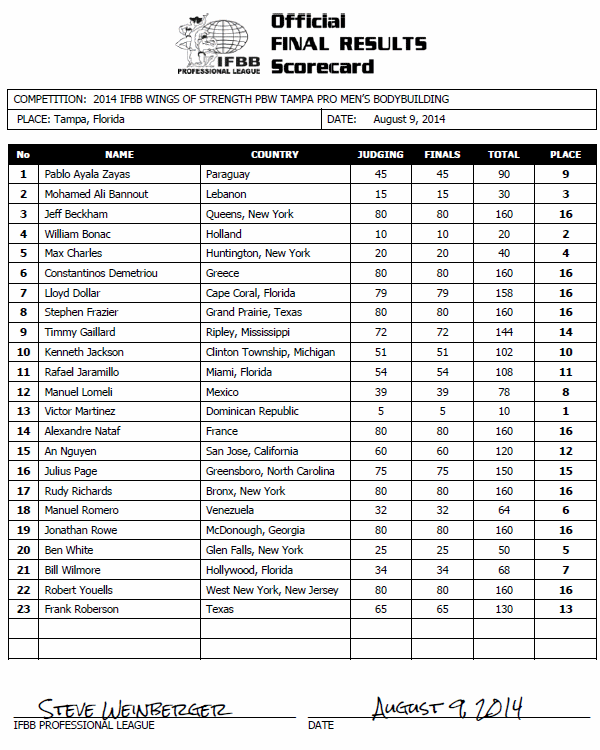 Official
FINAL RESULTS
Scorecard
IFBB
PROFESSIONAL LEAGUE
COMPETITION: 2014 IFBB WINGS OF STRENGTH PBW TAMPA PRO MEN'S BODYBUILDING
PLACE: Tampa, Florida DATE: August 9, 2014
No NAME COUNTRY JUDGING FINALS TOTAL PLACE
1 Pablo Ayala Zayas Paraguay 45 45 90 9
2 Mohamed Ali Bannout Lebanon 15 15 30 3
3 Jeff Beckham Queens, New York 80 80 160 16
4 William Bonac Holland 10 10 20 2
5 Max Charles Huntington, New York 20 20 40 4
6 Constantinos Demetriou Greece 80 80 160 16
7 Lloyd Dollar Cape Coral, Florida 79 79 158 16
8 Stephen Frazier Grand Prairie, Texas 80 80 160 16
9 Timmy Gaillard Ripley, Mississippi 72 72 144 14
10 Kenneth Jackson Clinton Township, Michigan 51 51 102 10
11 Rafael Jaramillo Miami, Florida 54 54 108 11
12 Manuel Lomeli Mexico 39 39 78 8
13 Victor Martinez Dominican Republic 5 5 10 1
14 Alexandre Nataf France 80 80 160 16
15 An Nguyen San Jose, California 60 60 120 12
16 Julius Page Greensboro, North Carolina 75 75 150 15
17 Rudy Richards Bronx, New York 80 80 160 16
18 Manuel Romero Venezuela 32 32 64 6
19 Jonathan Rowe McDonough, Georgia 80 80 160 16
20 Ben White Glen Falls, New York 25 25 50 5
21 Bill Wilmore Hollywood, Florida 34 34 68 7
22 Robert Youells West New York, New Jersey 80 80 160 16
23 Frank Roberson Texas 65 65 130 13
STEVE WEINBERGER AUGUST 9, 2014
IFBB PROFESSIONAL LEAGUE DATE